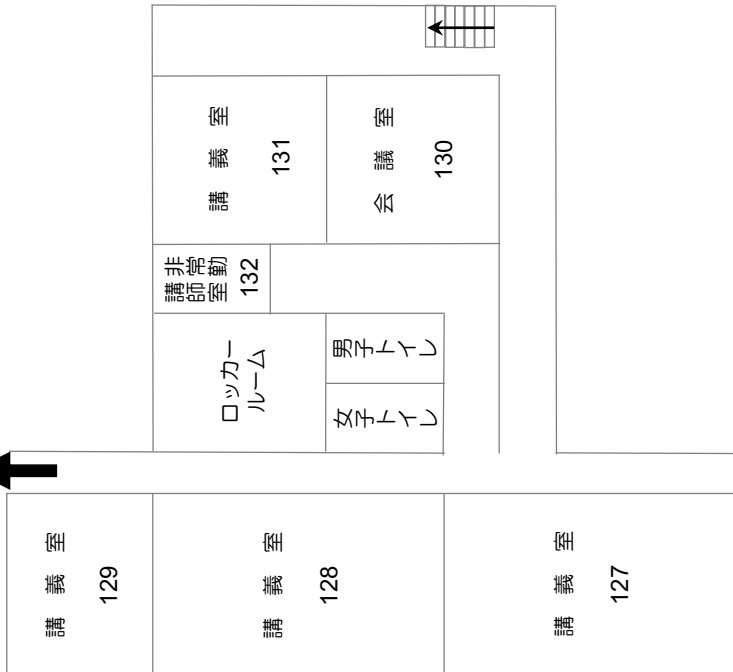 講義室
131
会議室
130
非常勤
講師室
132
ロッカー
ルーム
男子トイレ
女子トイレ
講義室
129
講義室
128
講義室
127